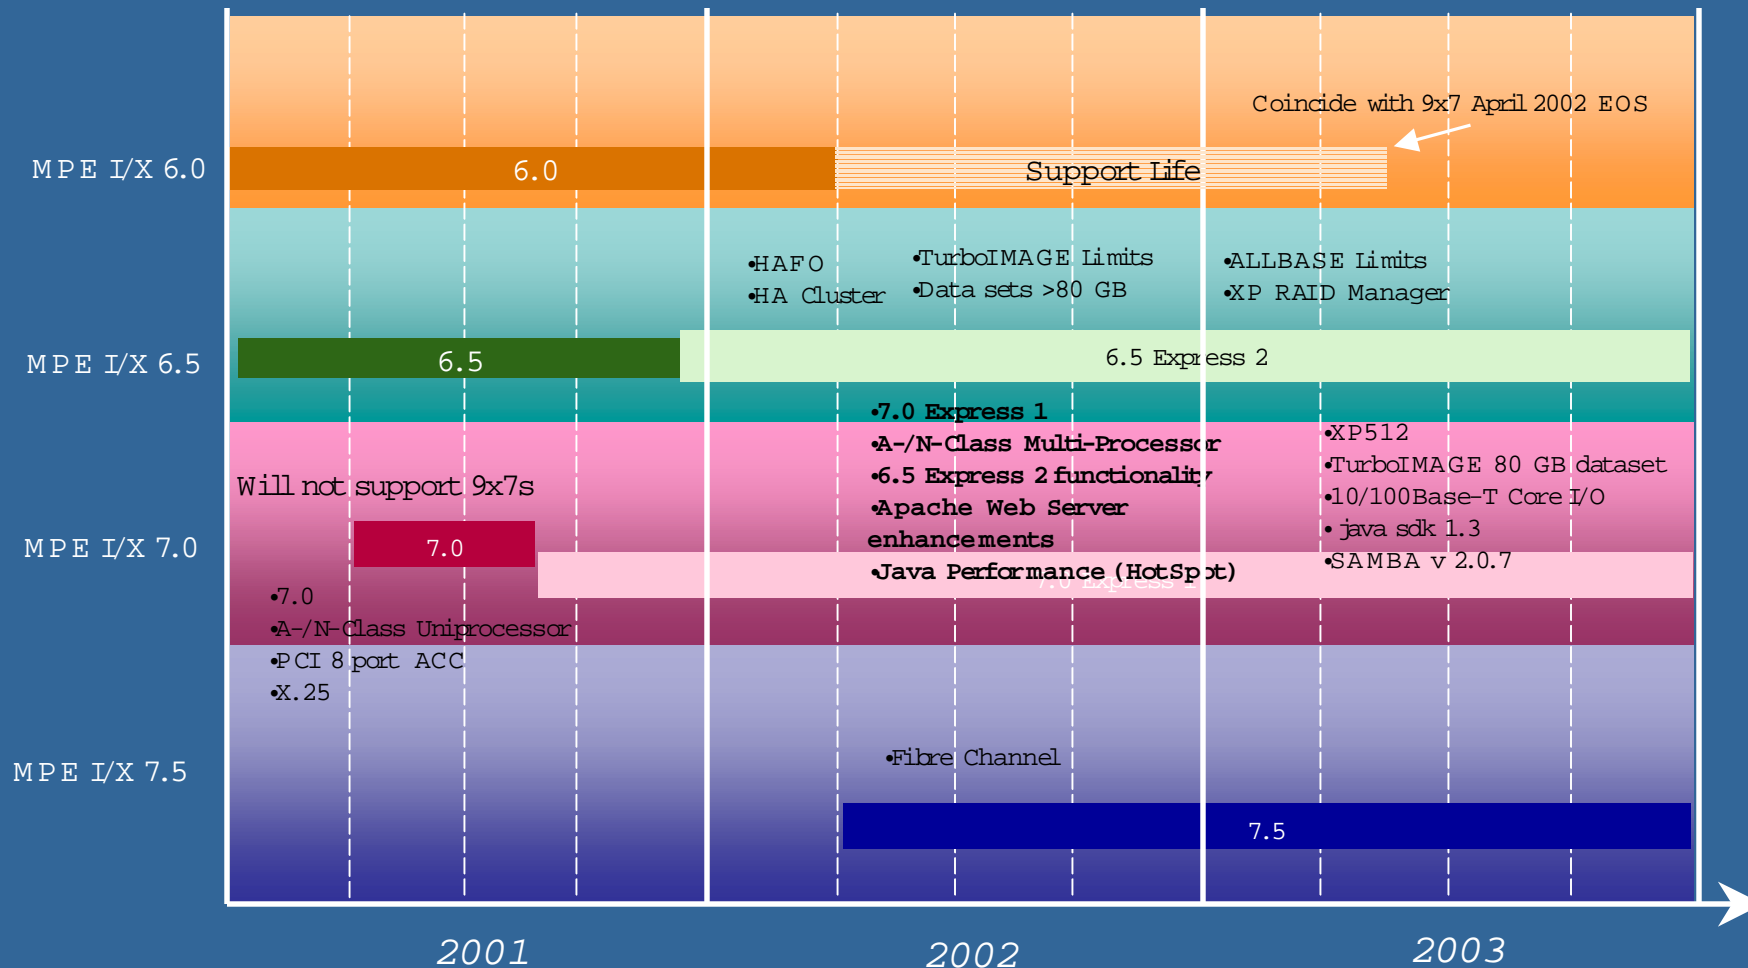 Coincide with 9x7 April 2002 EOS
MPE I/X 6.0
6.0
Support Life
•HAFO
•HA Cluster
•TurboIMAGE Limits
•Data sets >80 GB
•ALLBASE Limits
•XP RAID Manager
MPE I/X 6.5
6.5
6.5 Express 2
•7.0 Express 1
•A-/N-Class Multi-Processor
•6.5 Express 2 functionality
•Apache Web Server
enhancements
•Java Performance (HotSpot)
•XP512
•TurboIMAGE 80 GB dataset
•10/100Base-T Core I/O
• java sdk 1.3
•SAMBA v 2.0.7
Will not support 9x7s
MPE I/X 7.0
7.0
7.0 Express 1
•7.0
•A-/N-Class Uniprocessor
•PCI 8 port ACC
•X.25
MPE I/X 7.5
•Fibre Channel
7.5
2001
2002
2003